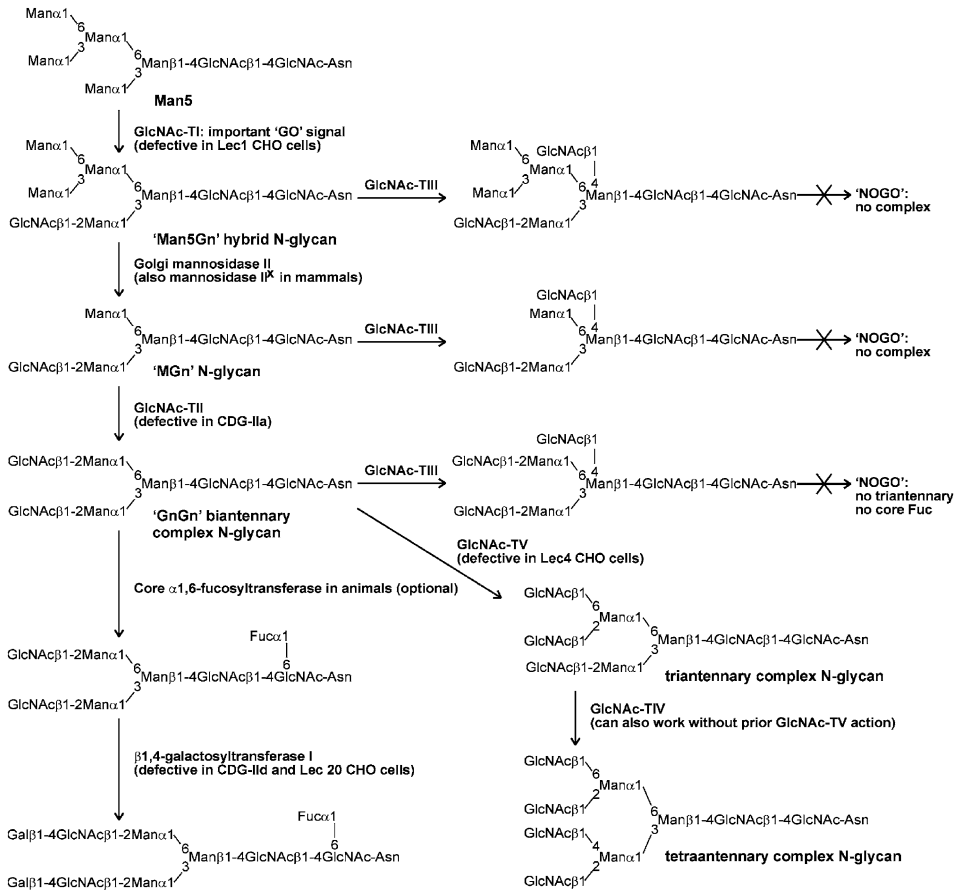 Manα1
6
Manα1
3
Manα1
6
Manβ1-4GlcNAcβ1-4GlcNAc-Asn
3
Manα1
Man5
GlcNAc-TI: important ‘GO’ signal
(defective in Lec1 CHO cells)
Manα1
6
Manα1
3
Manα1
6
Manβ1-4GlcNAcβ1-4GlcNAc-Asn
3
GlcNAcβ1-2Manα1
‘Man5Gn’ hybrid N-glycan
GlcNAc-TIII
Manα1
GlcNAcβ1
6
Manα1
3
Manα1
6
4
Manβ1-4GlcNAcβ1-4GlcNAc-Asn
3
GlcNAcβ1-2Manα1
‘NOGO’:
no complex
Golgi mannosidase II
(also mannosidase IIx in mammals)
Manα1
6
Manβ1-4GlcNAcβ1-4GlcNAc-Asn
3
GlcNAcβ1-2Manα1
‘MGn’ N-glycan
GlcNAc-TIII
GlcNAcβ1
Manα1
6
4
Manβ1-4GlcNAcβ1-4GlcNAc-Asn
3
GlcNAcβ1-2Manα1
‘NOGO’:
no complex
GlcNAc-TII
(defective in CDG-IIa)
GlcNAcβ1-2Manα1
6
Manβ1-4GlcNAcβ1-4GlcNAc-Asn
3
GlcNAcβ1-2Manα1
‘GnGn’ biantennary
complex N-glycan
GlcNAc-TIII
GlcNAcβ1
GlcNAcβ1-2Manα1
6
4
Manβ1-4GlcNAcβ1-4GlcNAc-Asn
3
GlcNAcβ1-2Manα1
‘NOGO’:
no triantennary
no core Fuc
GlcNAc-TV
(defective in Lec4 CHO cells)
Core α1,6-fucosyltransferase in animals (optional)
GlcNAcβ1
6
Manα1
2
GlcNAcβ1
6
Manβ1-4GlcNAcβ1-4GlcNAc-Asn
3
GlcNAcβ1-2Manα1
triantennary complex N-glycan
Fucα1
6
GlcNAcβ1-2Manα1
6
Manβ1-4GlcNAcβ1-4GlcNAc-Asn
3
GlcNAcβ1-2Manα1
GlcNAc-TIV
(can also work without prior GlcNAc-TV action)
β1,4-galactosyltransferase I
(defective in CDG-IId and Lec 20 CHO cells)
GlcNAcβ1
6
Manα1
2
GlcNAcβ1
6
Manβ1-4GlcNAcβ1-4GlcNAc-Asn
3
GlcNAcβ1
4
Manα1
2
GlcNAcβ1
tetraantennary complex N-glycan
Fucα1
6
Galβ1-4GlcNAcβ1-2Manα1
6
Manβ1-4GlcNAcβ1-4GlcNAc-Asn
3
Galβ1-4GlcNAcβ1-2Manα1